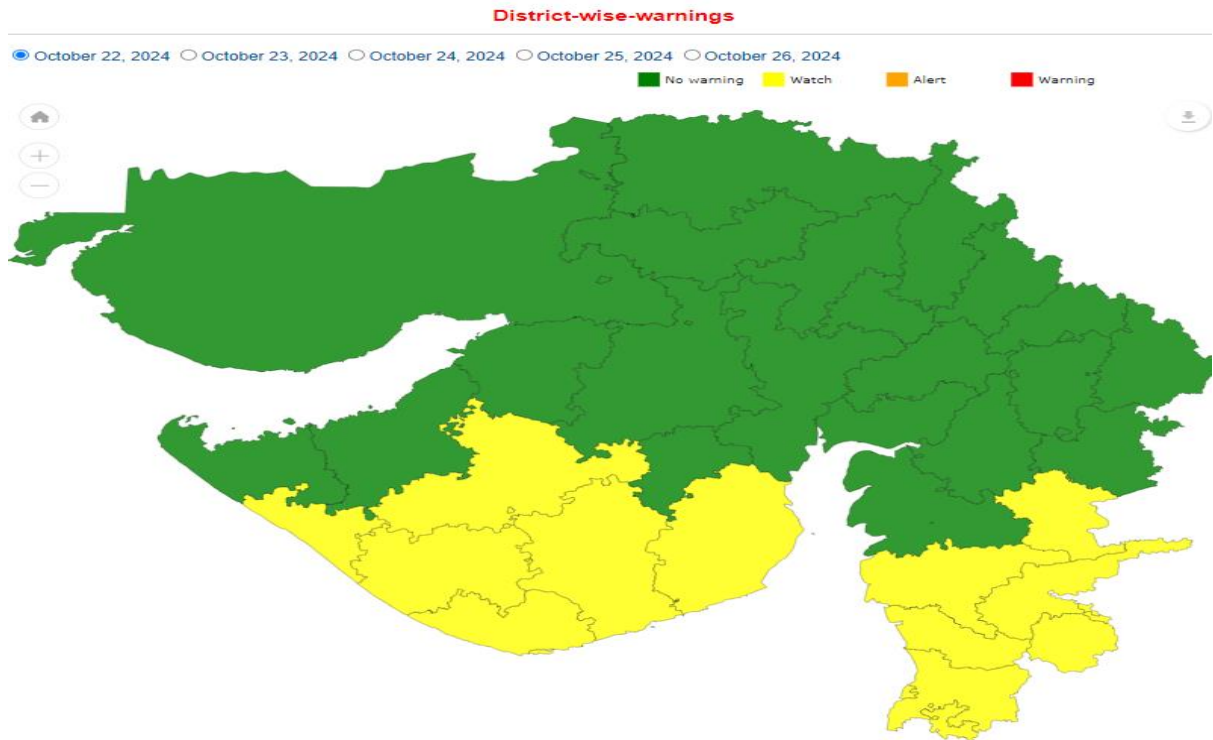 District-wise-warnings
October 22, 2024 October 23, 2024 October 24, 2024 October 25, 2024 October 26, 2024
No warning Watch Alert Warning